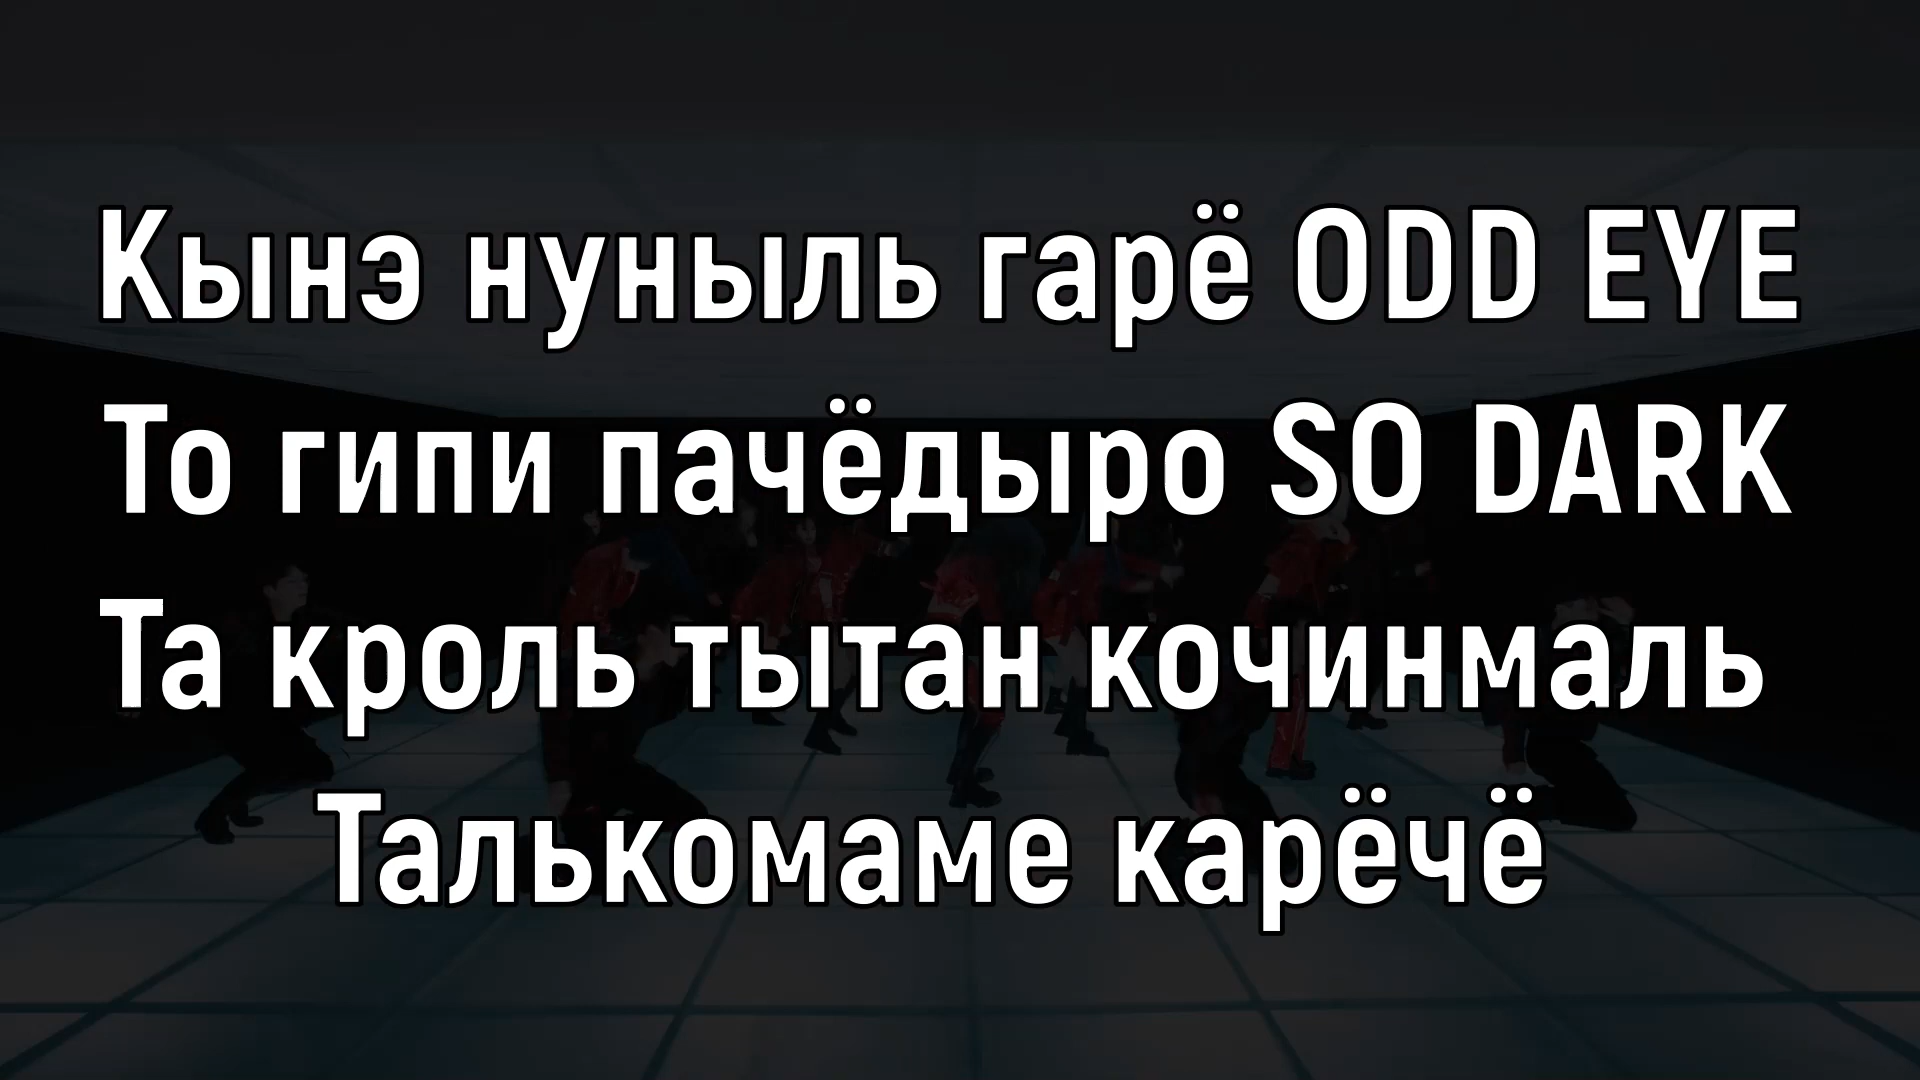 Кынэ нуныль гарё ODD EYE
То гипи пачёдыро SO DARK
Та кроль тытан кочинмаль
Талькомаме карёчё